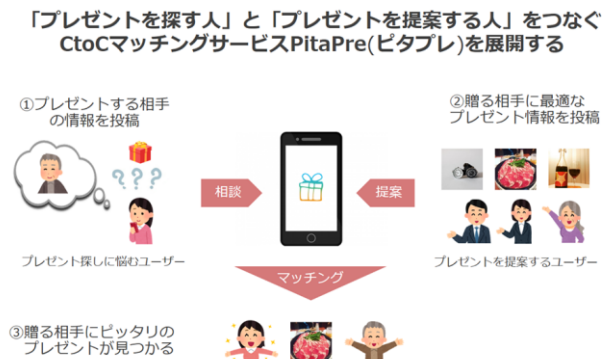 「プレゼントを探す人」と「プレゼントを提案する人」をつなぐ
CtoCマッチングサービスPitaPre(ピタプレ)を展開する
①プレゼントする相手
の情報を投稿
②贈る相手に最適な
プレゼント情報を投稿
相談
提案
プレゼント探しに悩むユーザー
プレゼントを提案するユーザー
マッチング
③贈る相手にピッタリの
プレゼントが見つかる